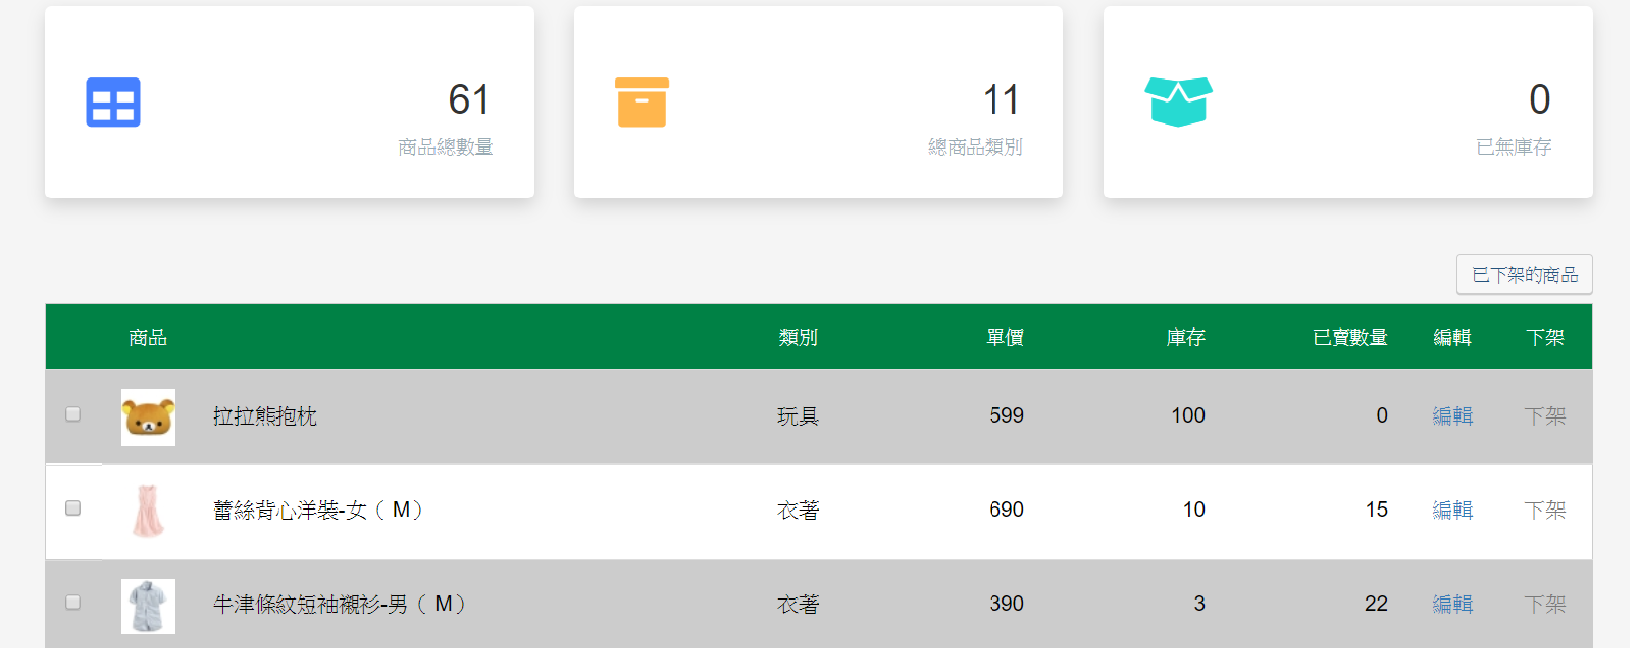 61
商品總數量
11
總商品類別
0
已無庫存
已下架的商品
商品 類別 單價 庫存 已賣數量 編輯 下架
拉拉熊抱枕 玩具 599 100 0 編輯 下架
蕾絲背心洋裝-女（ M） 衣著 690 10 15 編輯 下架
牛津條紋短袖襯衫-男（ M） 衣著 390 3 22 編輯 下架